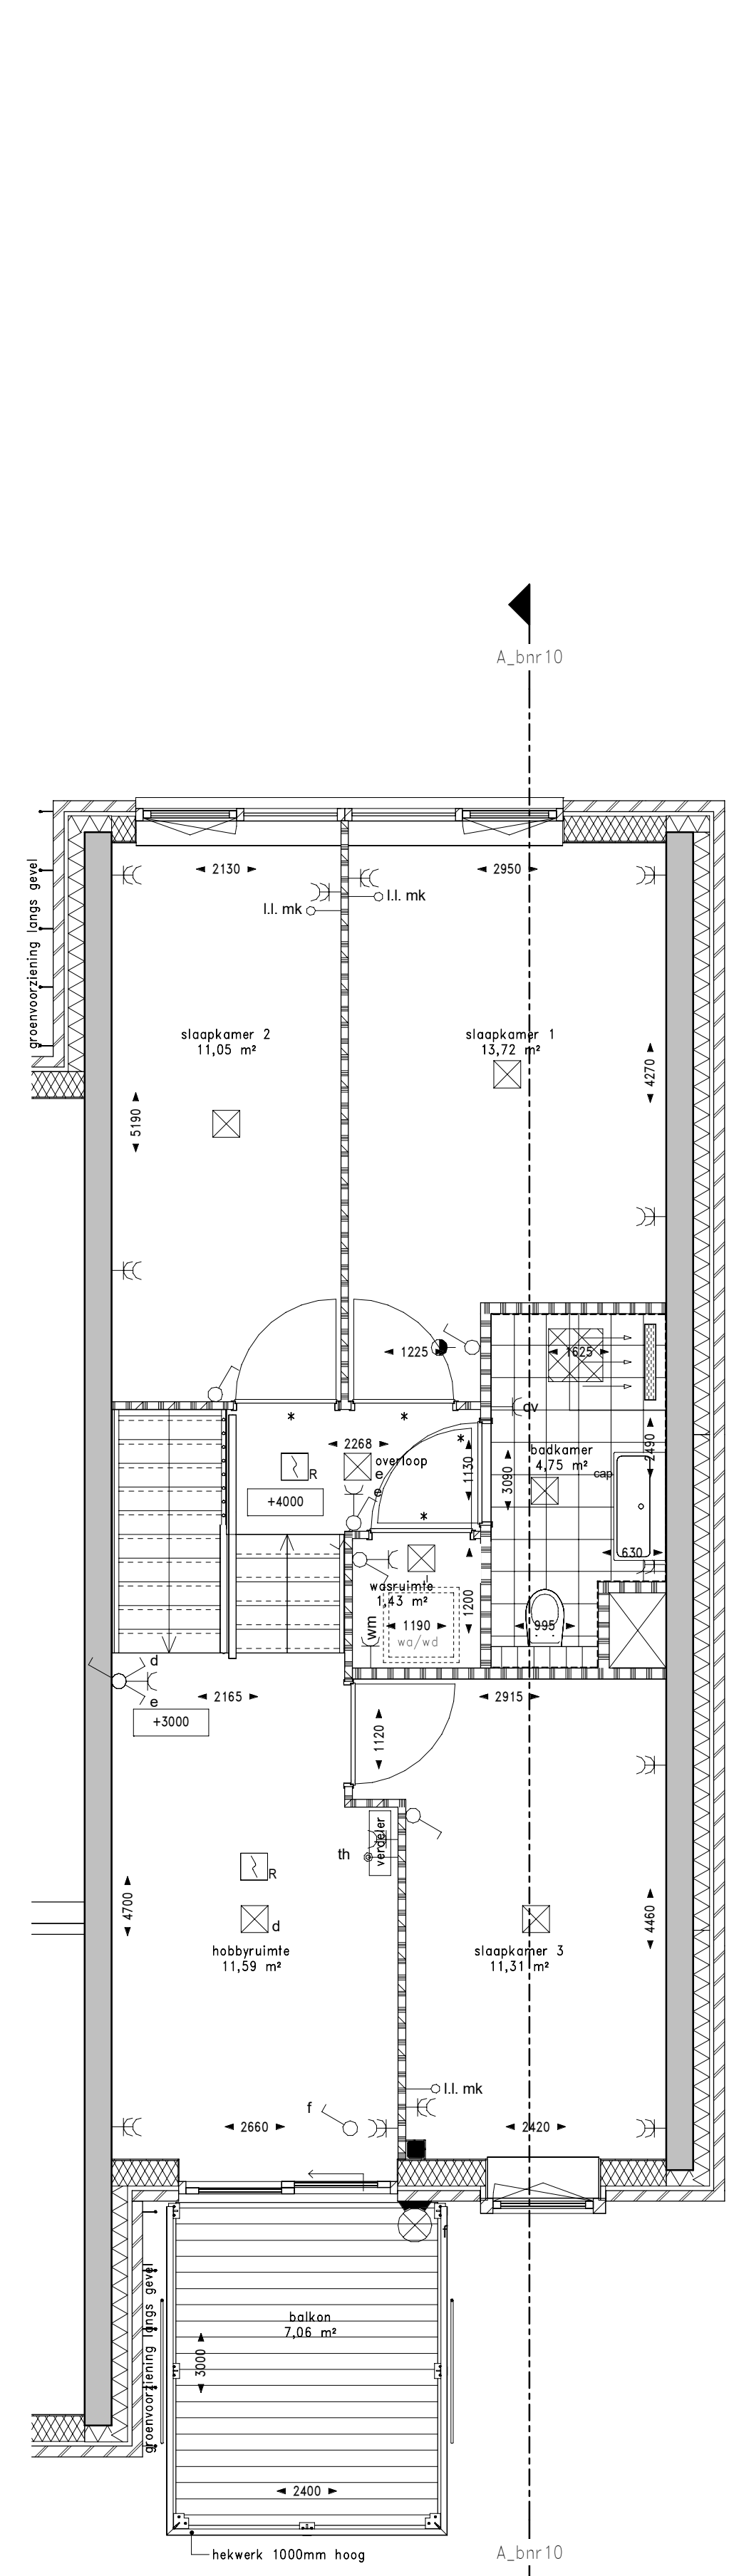 A_bnr10
groenvoorziening langs gevel
2130
2950
l.l. mk
l.l. mk
slaapkamer 2
11,05 m²
slaapkamer 1
13,72 m²
4270
5190
1225
1625
*
*
*
cv
2268
overloop
e
e
R
+4000
1130
3090
badkamer
4,75 m²
2490
cap
*
630
wasruimte
1,43 m²
1200
wm
1190
wa/wd
995
d
e
+3000
2165
2915
1120
verdeler
th
R
d
4700
4460
hobbyruimte
11,59 m²
slaapkamer 3
11,31 m²
l.l. mk
f
2660
2420
f
groenvoorziening langs gevel
balkon
7,06 m²
3000
2400
hekwerk 1000mm hoog
A_bnr10